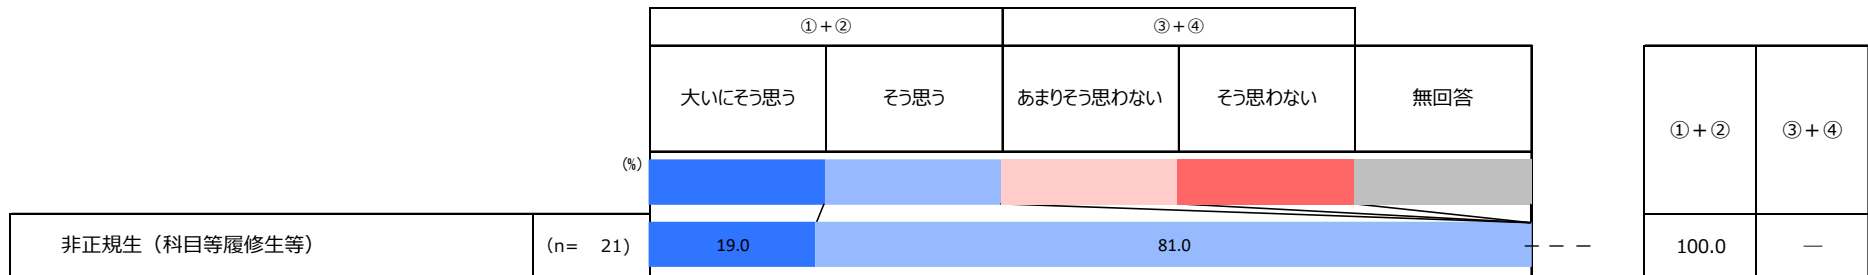 ①+② ③+④
大いにそう思う そう思う あまりそう思わない そう思わない 無回答 ①+② ③+④
(%)
非正規生（科目等履修生等） (n= 21) 19.0 81.0 - - - 100.0 —